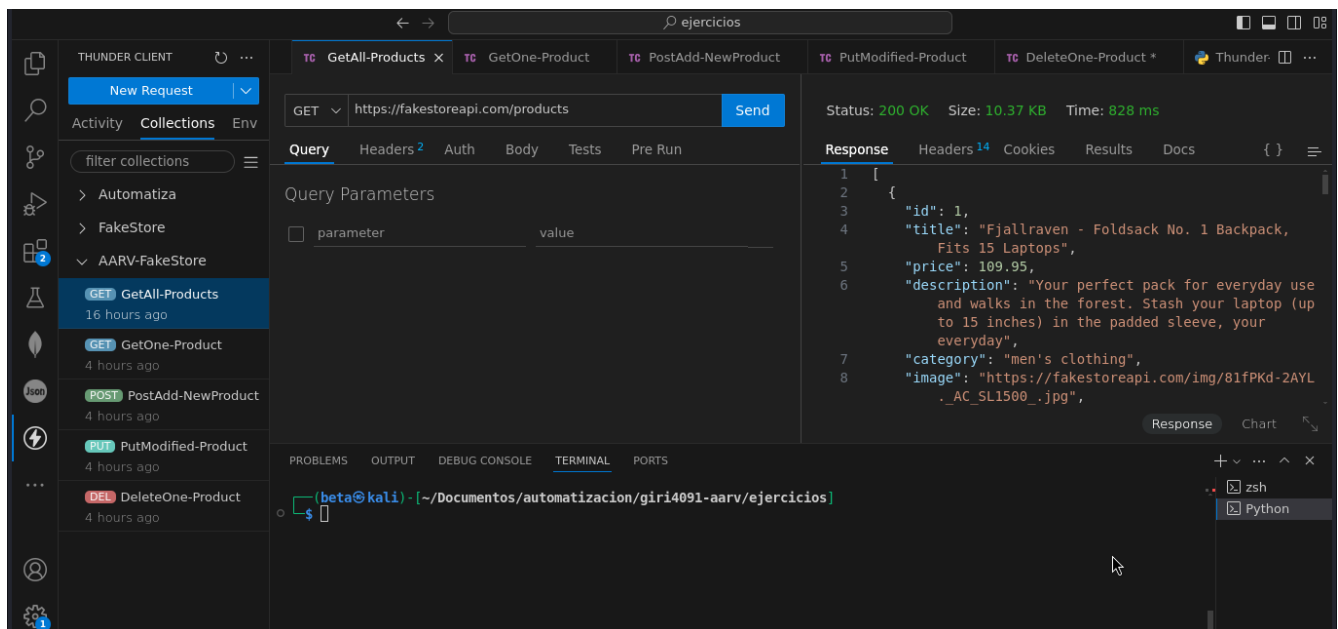 ← → ejercicios
THUNDER CLIENT ···
New Request
Activity Collections Env
filter collections
> Automatiza
> FakeStore
AARV-FakeStore
GET GetAll-Products
16 hours ago
GET GetOne-Product
4 hours ago
POST PostAdd-NewProduct
4 hours ago
PUT PutModified-Product
4 hours ago
DEL DeleteOne-Product
4 hours ago
2
Json
1
TC GetAll-Products × TC GetOne-Product TC PostAdd-NewProduct TC PutModified-Product TC DeleteOne-Product * Thunder- ···
GET https://fakestoreapi.com/products Send
Query Headers 2 Auth Body Tests Pre Run
Query Parameters
parameter value
Status: 200 OK Size: 10.37 KB Time: 828 ms
Response Headers 14 Cookies Results Docs { }
1 [
2 {
3 "id": 1,
4 "title": "Fjallraven - Foldsack No. 1 Backpack,
Fits 15 Laptops",
5 "price": 109.95,
6 "description": "Your perfect pack for everyday use
and walks in the forest. Stash your laptop (up
to 15 inches) in the padded sleeve, your
everyday",
7 "category": "men's clothing",
8 "image": "https://fakestoreapi.com/img/81fPKd-2AYL
._AC_SL1500_.jpg",
Response Chart
PROBLEMS OUTPUT DEBUG CONSOLE TERMINAL PORTS
(beta㉿kali)-[~/Documentos/automatizacion/giri4091-aarv/ejercicios]
$
zsh
Python